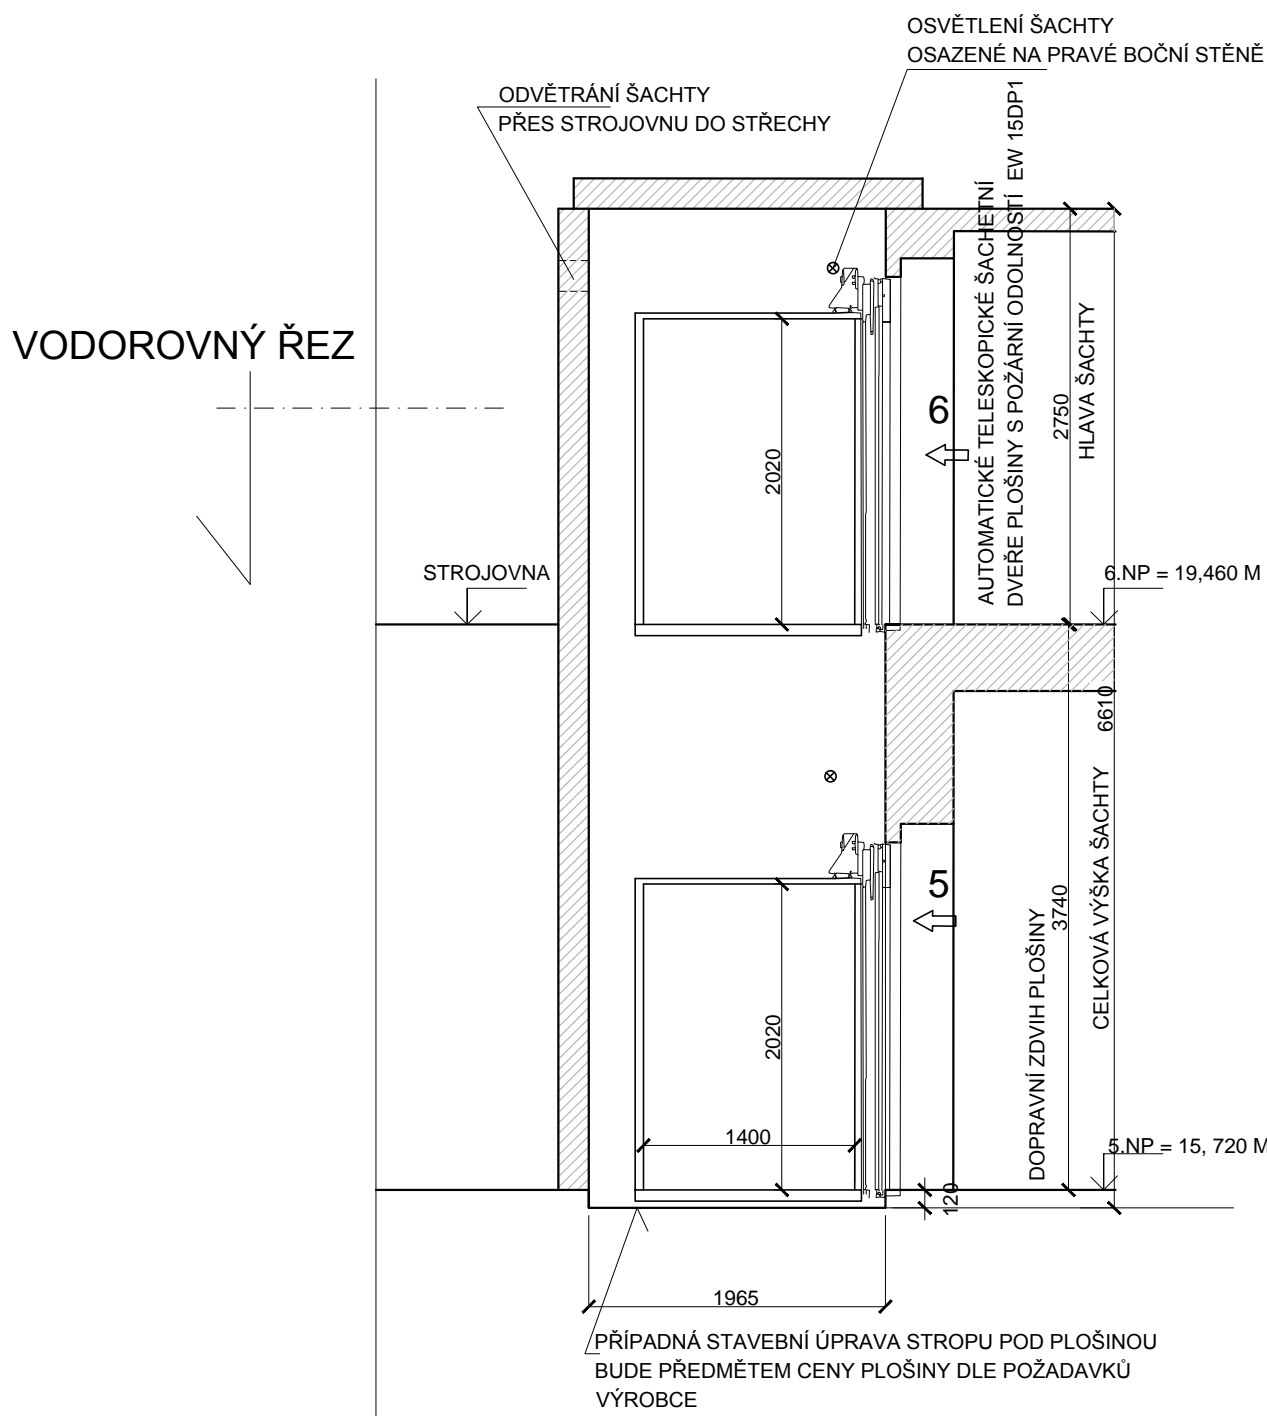 OSVĚTLENÍ ŠACHTY
OSAZENÉ NA PRAVÉ BOČNÍ STĚNĚ
ODVĚTRÁNÍ ŠACHTY
PŘES STROJOVNU DO STŘECHY
AUTOMATICKÉ TELESKOPICKÉ ŠACHETNÍ
DVEŘE PLOŠINY S POŽÁRNÍ ODOLNOSTÍ EW 15DP1
VODOROVNÝ ŘEZ
6
2020
2750
HLAVA ŠACHTY
STROJOVNA
6.NP = 19,460 M
6610
CELKOVÁ VÝŠKA ŠACHTY
5
3740
DOPRAVNÍ ZDVIH PLOŠINY
2020
1400
5.NP = 15, 720 M
120
1965
PŘÍPADNÁ STAVEBNÍ ÚPRAVA STROPU POD PLOŠINOU
BUDE PŘEDMĚTEM CENY PLOŠINY DLE POŽADAVKŮ
VÝROBCE